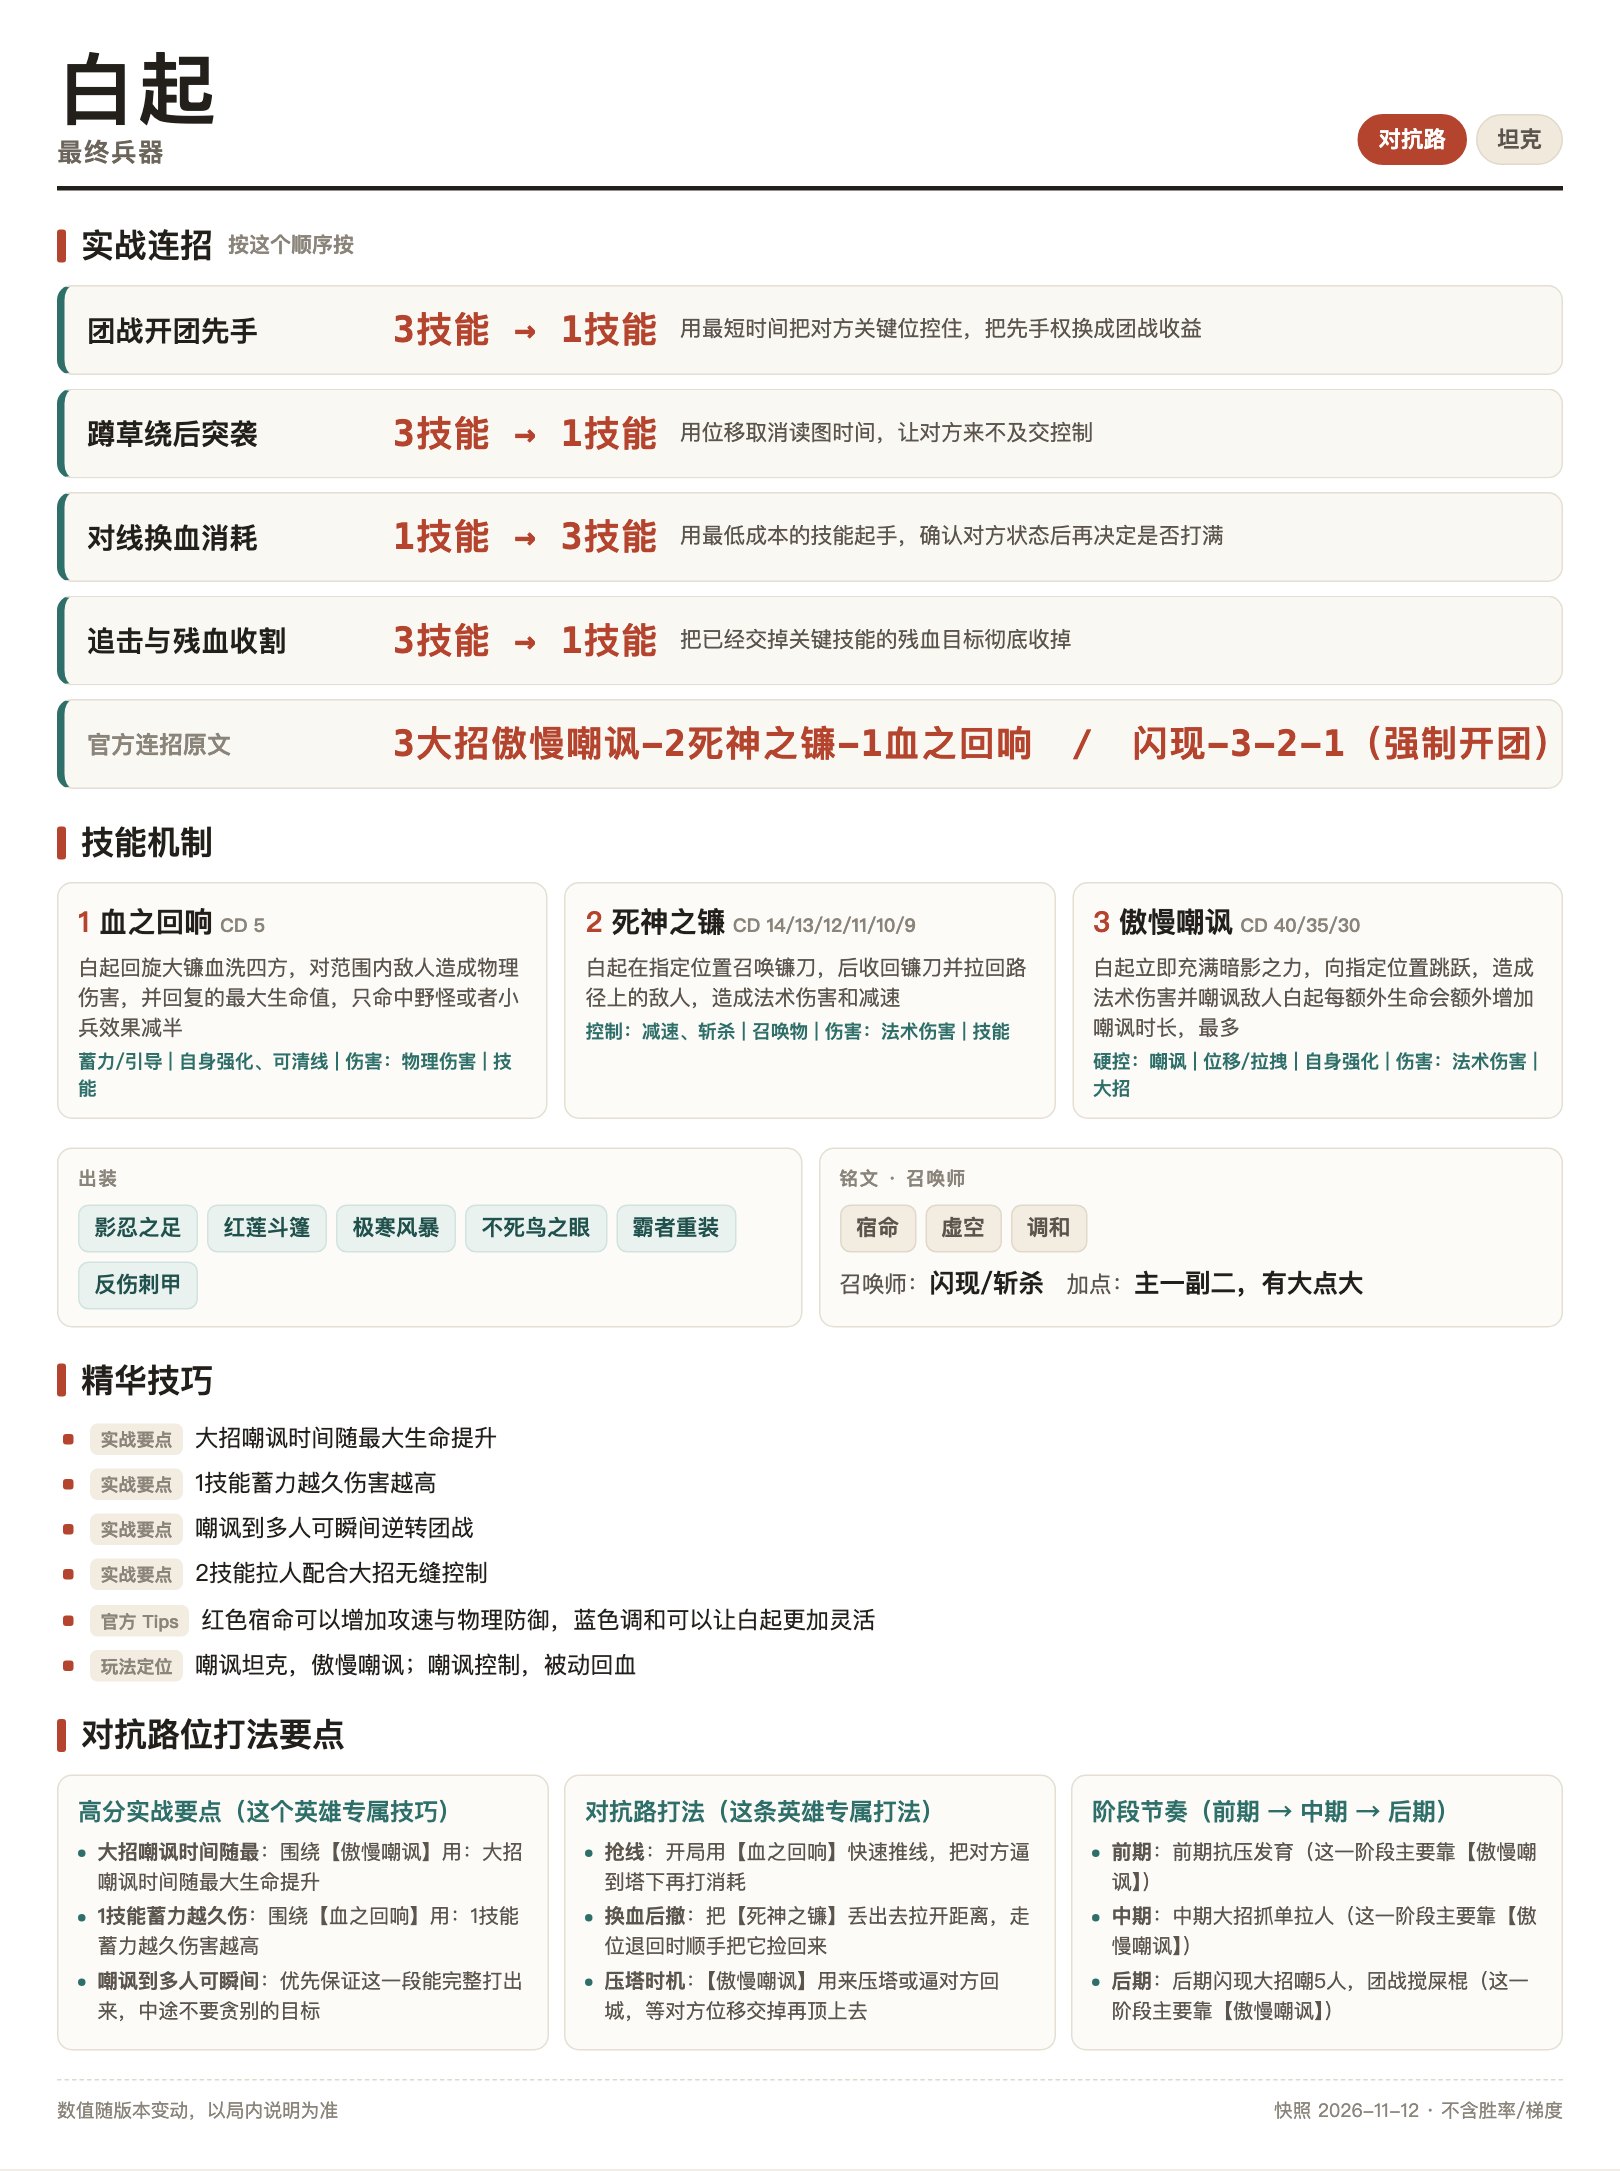 白起
最终兵器
对抗路 坦克
实战连招 按这个顺序按
团战开团先手 3技能 → 1技能 用最短时间把对方关键位控住，把先手权换成团战收益
蹲草绕后突袭 3技能 → 1技能 用位移取消读图时间，让对方来不及交控制
对线换血消耗 1技能 → 3技能 用最低成本的技能起手，确认对方状态后再决定是否打满
追击与残血收割 3技能 → 1技能 把已经交掉关键技能的残血目标彻底收掉
官方连招原文 3大招傲慢嘲讽-2死神之镰-1血之回响 / 闪现-3-2-1（强制开团）
技能机制
1 血之回响 CD 5
白起回旋大镰血洗四方，对范围内敌人造成物理
伤害，并回复的最大生命值，只命中野怪或者小
兵效果减半
蓄力/引导 | 自身强化、可清线 | 伤害：物理伤害 | 技
能
2 死神之镰 CD 14/13/12/11/10/9
白起在指定位置召唤镰刀，后收回镰刀并拉回路
径上的敌人，造成法术伤害和减速
控制：减速、斩杀 | 召唤物 | 伤害：法术伤害 | 技能
3 傲慢嘲讽 CD 40/35/30
白起立即充满暗影之力，向指定位置跳跃，造成
法术伤害并嘲讽敌人白起每额外生命会额外增加
嘲讽时长，最多
硬控：嘲讽 | 位移/拉拽 | 自身强化 | 伤害：法术伤害 |
大招
出装
影忍之足 红莲斗篷 极寒风暴 不死鸟之眼 霸者重装
反伤刺甲
铭文 · 召唤师
宿命 虚空 调和
召唤师：闪现/斩杀 加点：主一副二，有大点大
精华技巧
实战要点 大招嘲讽时间随最大生命提升
实战要点 1技能蓄力越久伤害越高
实战要点 嘲讽到多人可瞬间逆转团战
实战要点 2技能拉人配合大招无缝控制
官方 Tips 红色宿命可以增加攻速与物理防御，蓝色调和可以让白起更加灵活
玩法定位 嘲讽坦克，傲慢嘲讽；嘲讽控制，被动回血
对抗路位打法要点
高分实战要点（这个英雄专属技巧）
大招嘲讽时间随最：围绕【傲慢嘲讽】用：大招
嘲讽时间随最大生命提升
1技能蓄力越久伤：围绕【血之回响】用：1技能
蓄力越久伤害越高
嘲讽到多人可瞬间：优先保证这一段能完整打出
来，中途不要贪别的目标
对抗路打法（这条英雄专属打法）
抢线：开局用【血之回响】快速推线，把对方逼
到塔下再打消耗
换血后撤：把【死神之镰】丢出去拉开距离，走
位退回时顺手把它捡回来
压塔时机：【傲慢嘲讽】用来压塔或逼对方回
城，等对方位移交掉再顶上去
阶段节奏（前期 → 中期 → 后期）
前期：前期抗压发育（这一阶段主要靠【傲慢嘲
讽】）
中期：中期大招抓单拉人（这一阶段主要靠【傲
慢嘲讽】）
后期：后期闪现大招嘲5人，团战搅屎棍（这一
阶段主要靠【傲慢嘲讽】）
数值随版本变动，以局内说明为准
快照 2026-11-12 · 不含胜率/梯度